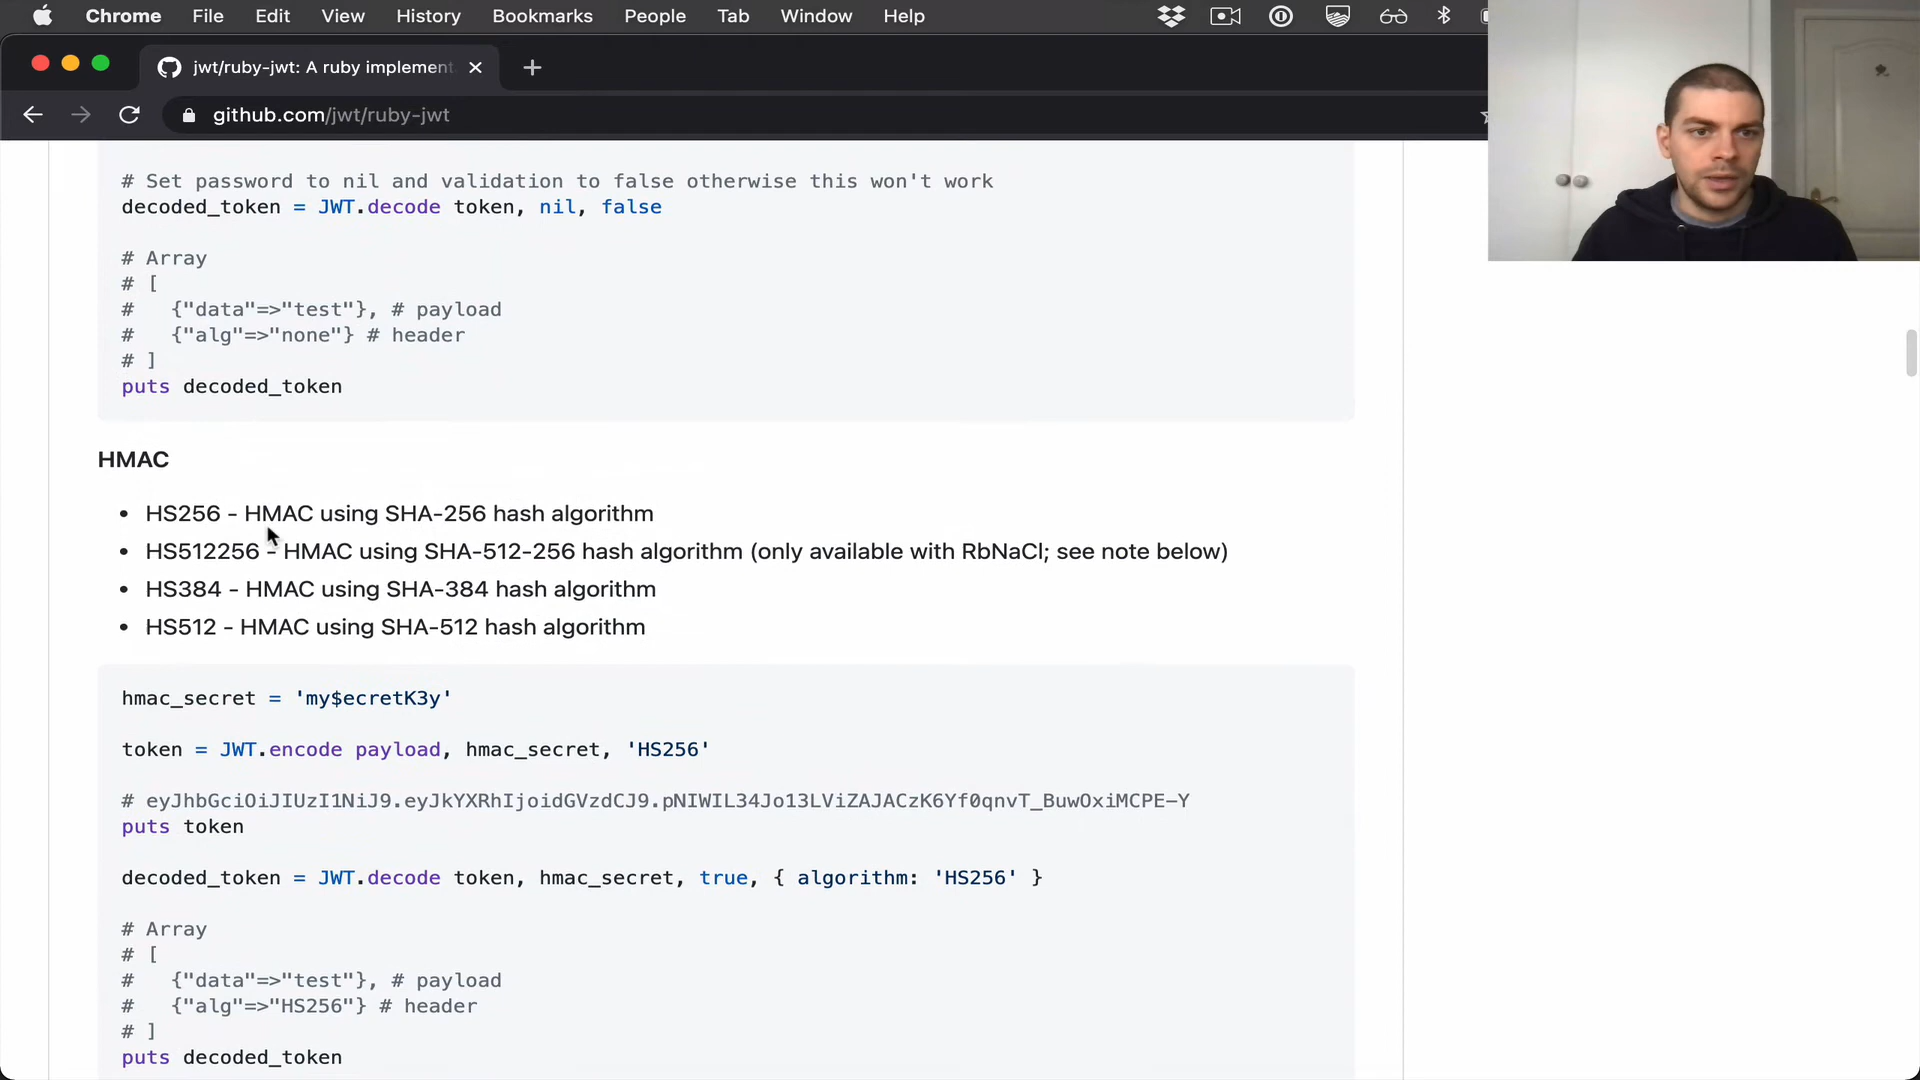 Chrome File Edit View History Bookmarks People Tab Window Help
jwt/ruby-jwt: A ruby implement
github.com/jwt/ruby-jwt
# Set password to nil and validation to false otherwise this won't work
decoded_token = JWT.decode token, nil, false
# Array
# [
#   {"data"=>"test"}, # payload
#   {"alg"=>"none"} # header
# ]
puts decoded_token
HMAC
• HS256 - HMAC using SHA-256 hash algorithm
• HS512256 - HMAC using SHA-512-256 hash algorithm (only available with RbNaCl; see note below)
• HS384 - HMAC using SHA-384 hash algorithm
• HS512 - HMAC using SHA-512 hash algorithm
hmac_secret = 'my$ecretK3y'
token = JWT.encode payload, hmac_secret, 'HS256'
# eyJhbGciOiJIUzI1NiJ9.eyJkYXRhIjoidGVzdCJ9.pNIWIL34Jo13LViZAJACzK6Yf0qnvT_BuwOxiMCPE-Y
puts token
decoded_token = JWT.decode token, hmac_secret, true, { algorithm: 'HS256' }
# Array
# [
#   {"data"=>"test"}, # payload
#   {"alg"=>"HS256"} # header
# ]
puts decoded_token